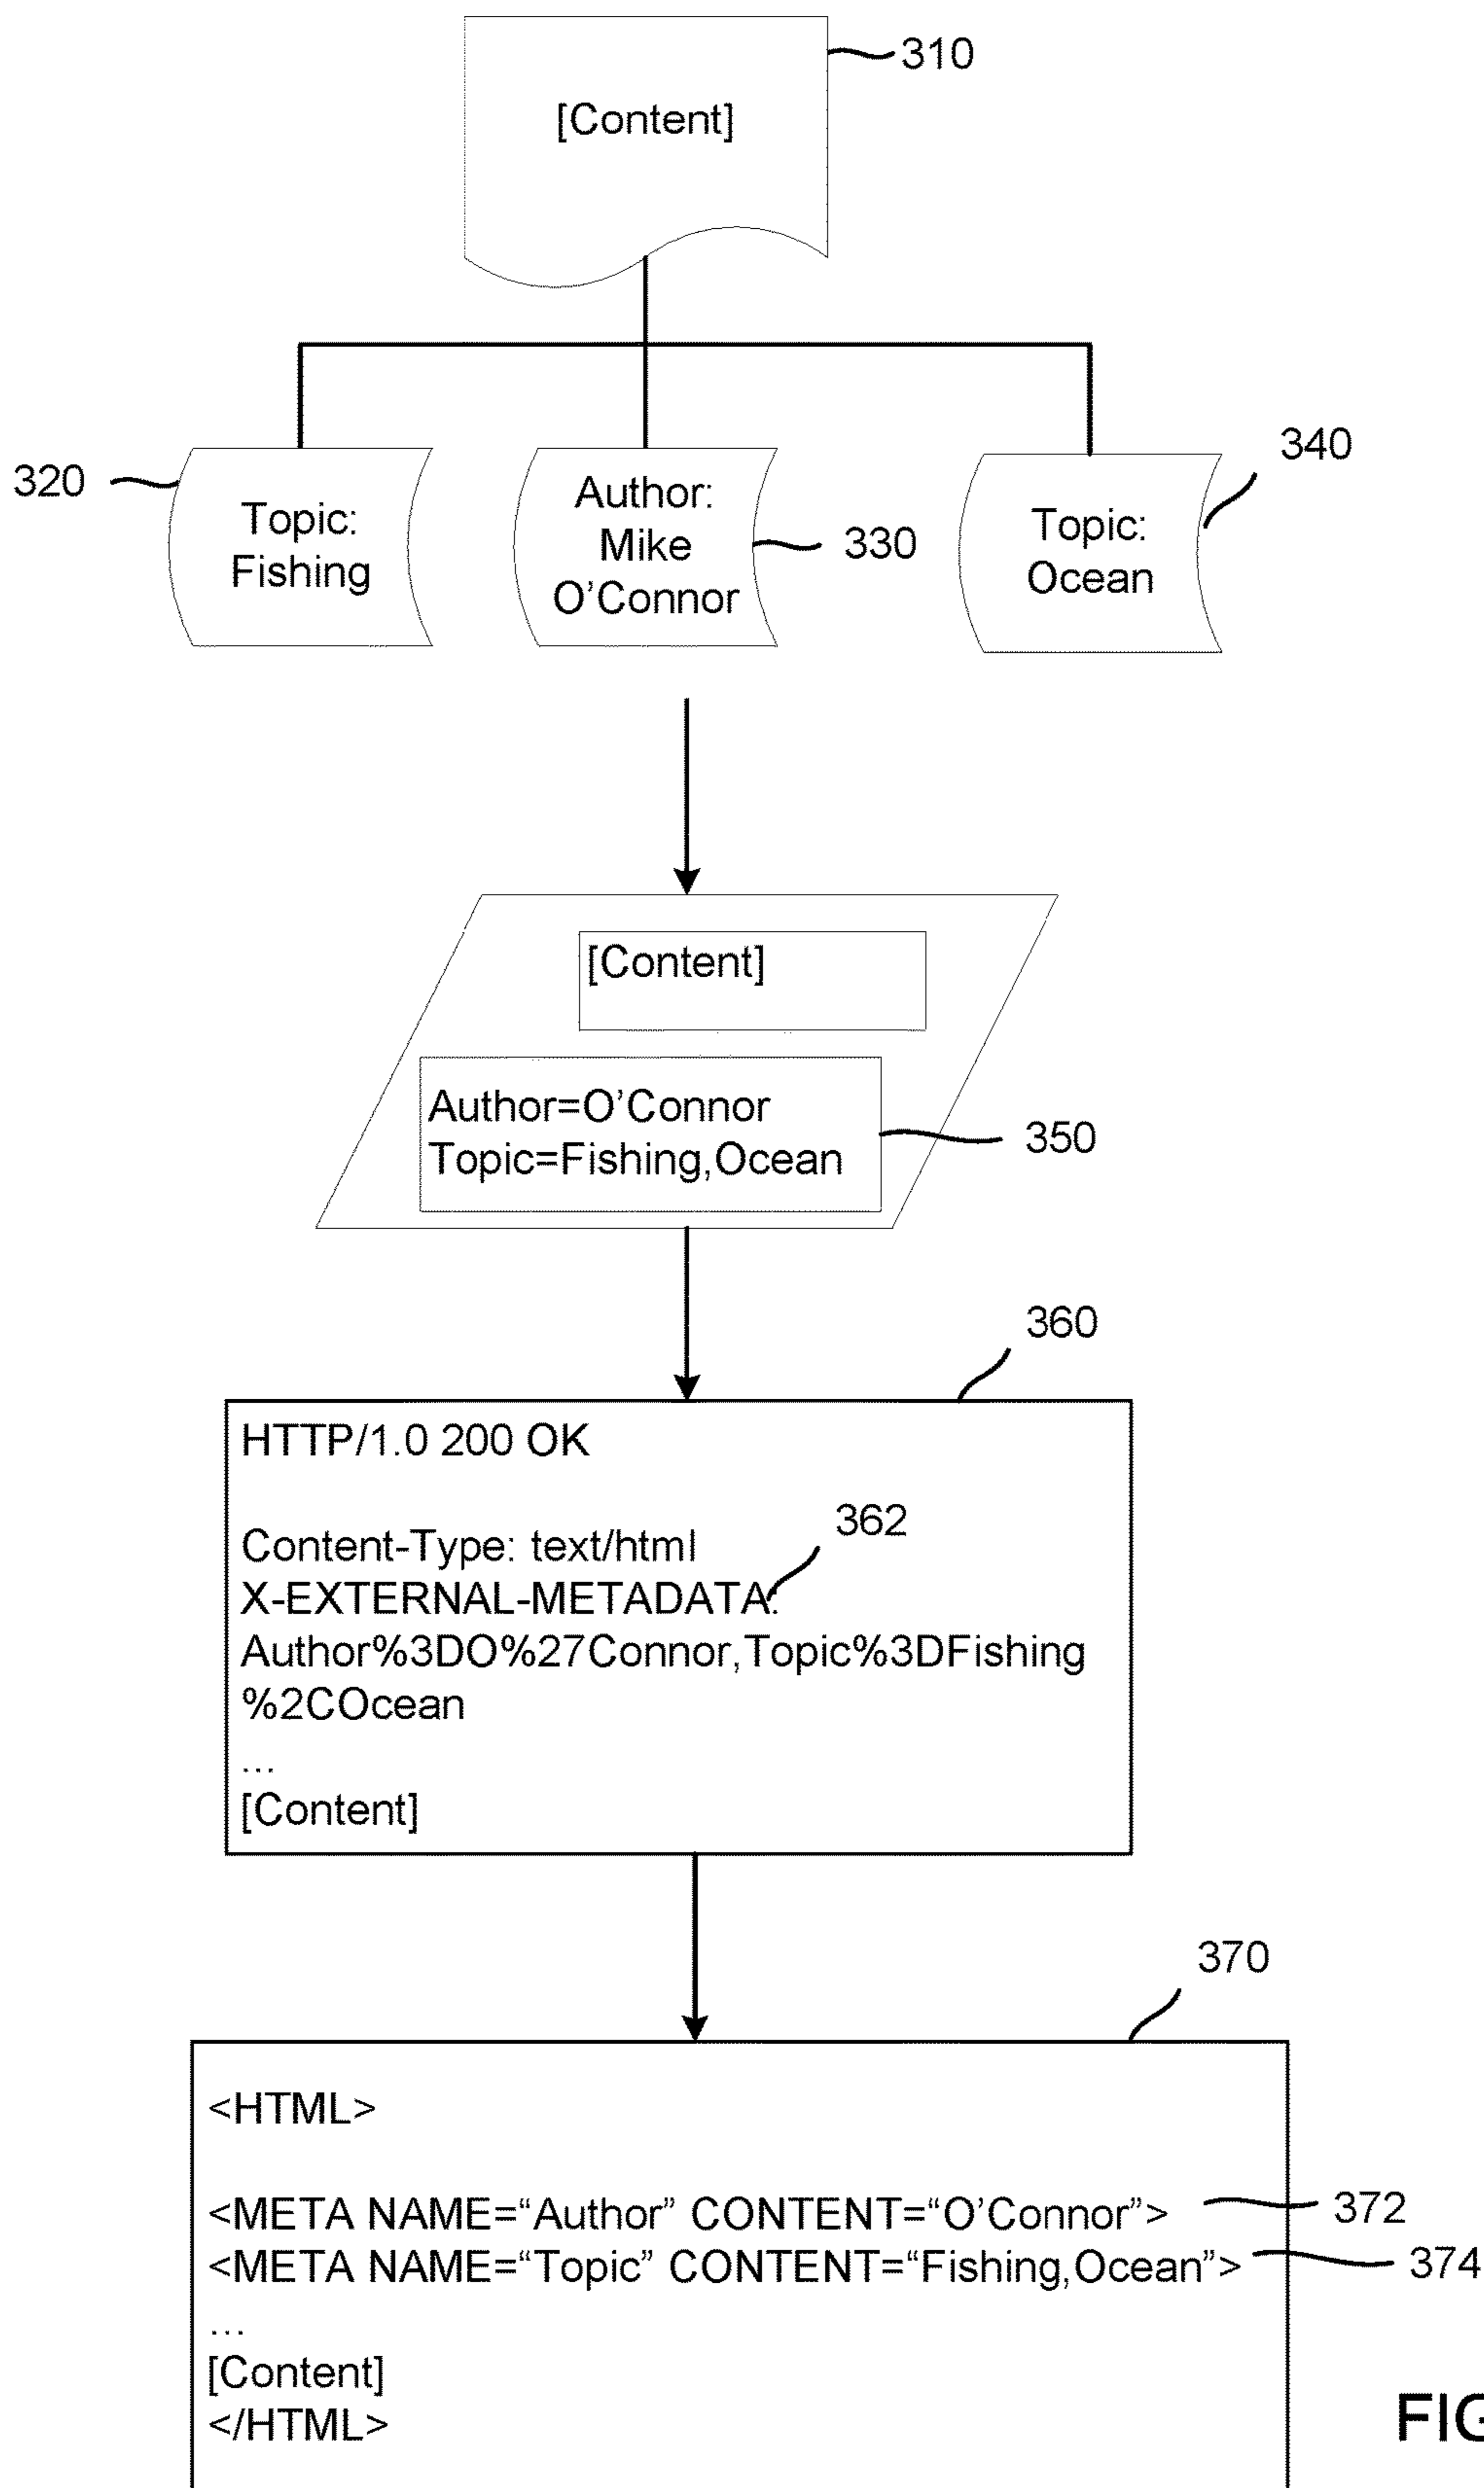 310
[Content]
320
Topic:
Fishing
Author:
Mike
O’Connor
330
340
Topic:
Ocean
[Content]
Author=O’Connor
Topic=Fishing,Ocean
350
360
HTTP/1.0 200 OK
362
Content-Type: text/html
X-EXTERNAL-METADATA:
Author%3DO%27Connor,Topic%3DFishing
%2COcean
...
[Content]
370
<HTML>
<META NAME=“Author” CONTENT=“O’Connor”>
372
<META NAME=“Topic” CONTENT=“Fishing,Ocean”>
374
...
[Content]
</HTML>
FIG